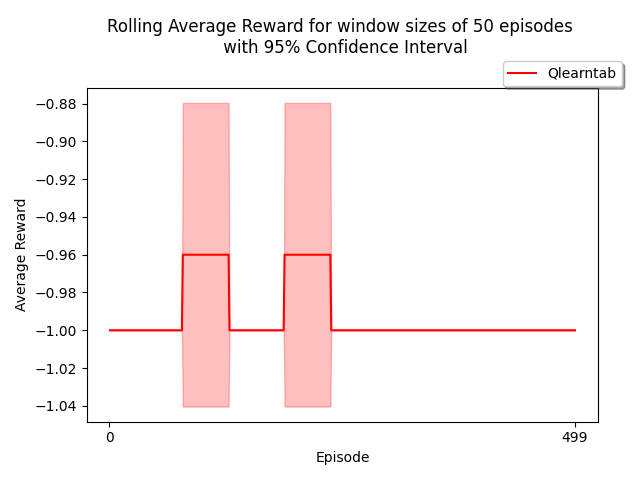 Rolling Average Reward for window sizes of 50 episodes
with 95% Confidence Interval
Qlearntab
−0.88
−0.90
−0.92
−0.94
−0.96
−0.98
−1.00
−1.02
−1.04
Average Reward
0
499
Episode